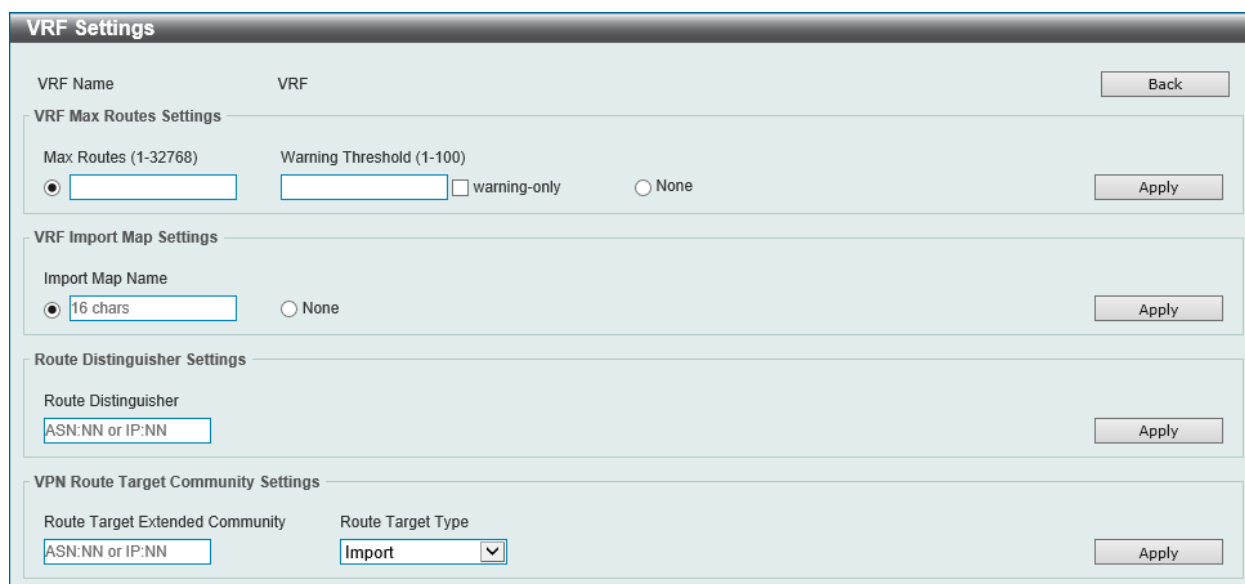 VRF Settings
VRF Name VRF Back
VRF Max Routes Settings
Max Routes (1-32768) Warning Threshold (1-100)
warning-only None Apply
VRF Import Map Settings
Import Map Name
16 chars None Apply
Route Distinguisher Settings
Route Distinguisher
ASN:NN or IP:NN Apply
VPN Route Target Community Settings
Route Target Extended Community Route Target Type
ASN:NN or IP:NN Import Apply